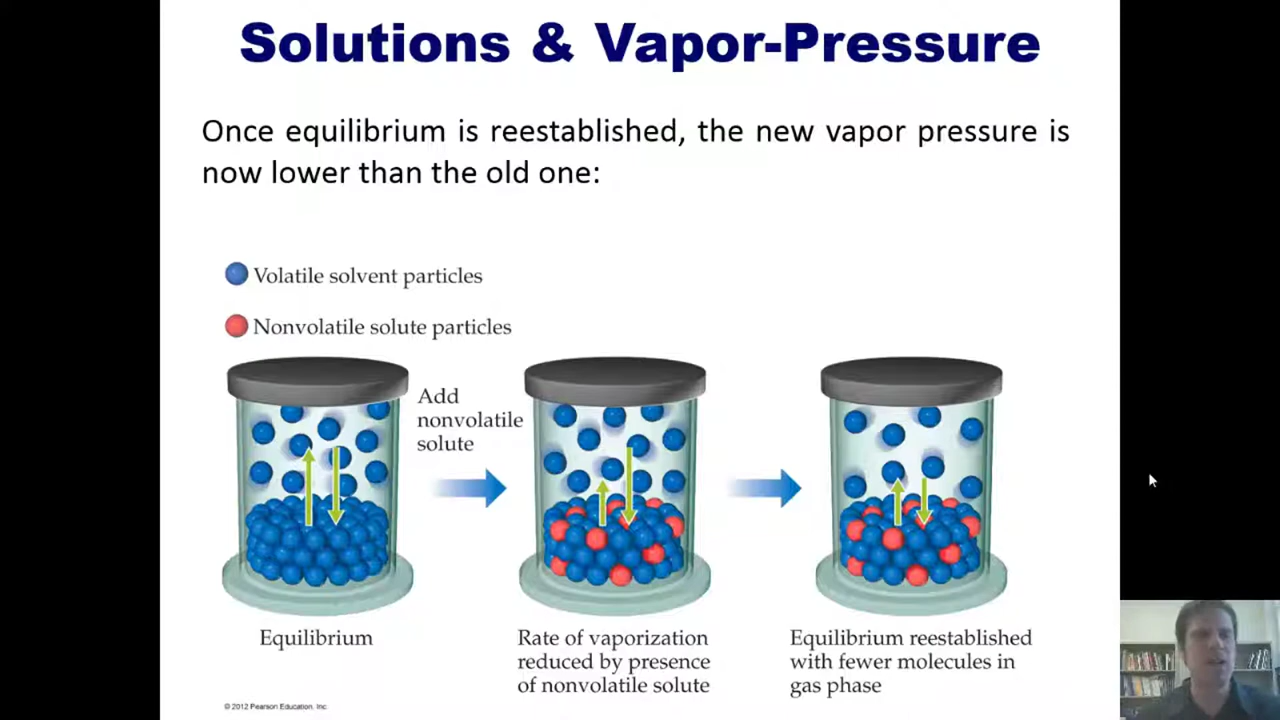 Solutions & Vapor-Pressure
Once equilibrium is reestablished, the new vapor pressure is
now lower than the old one:
Volatile solvent particles
Nonvolatile solute particles
Add
nonvolatile
solute
Equilibrium
Rate of vaporization
reduced by presence
of nonvolatile solute
Equilibrium reestablished
with fewer molecules in
gas phase
© 2012 Pearson Education, Inc.